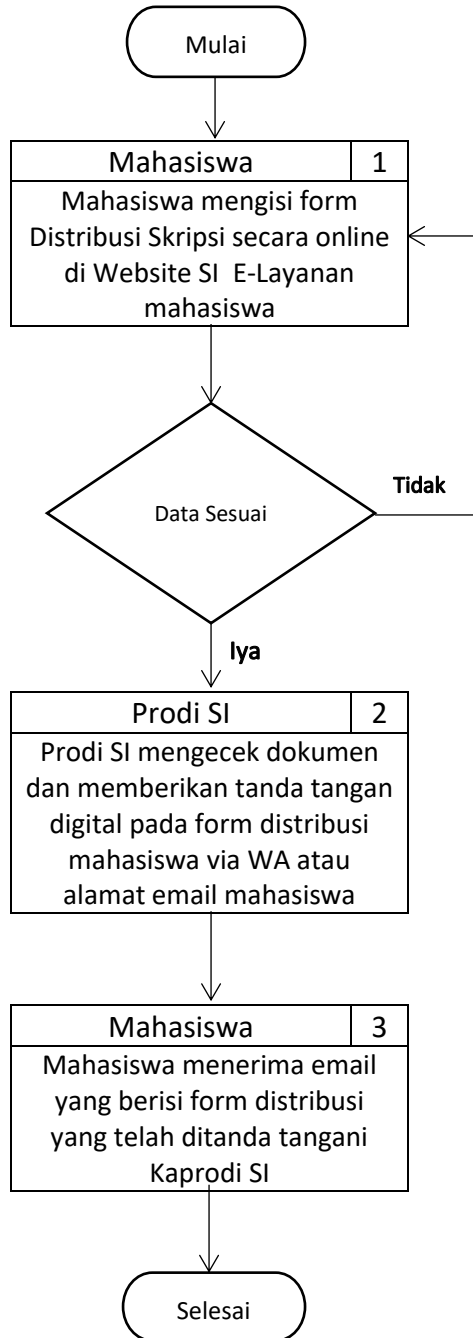 Mulai
Mahasiswa 1
Mahasiswa mengisi form
Distribusi Skripsi secara online
di Website SI E-Layanan
mahasiswa
Data Sesuai
Tidak
Iya
Prodi SI 2
Prodi SI mengecek dokumen
dan memberikan tanda tangan
digital pada form distribusi
mahasiswa via WA atau
alamat email mahasiswa
Mahasiswa 3
Mahasiswa menerima email
yang berisi form distribusi
yang telah ditanda tangani
Kaprodi SI
Selesai